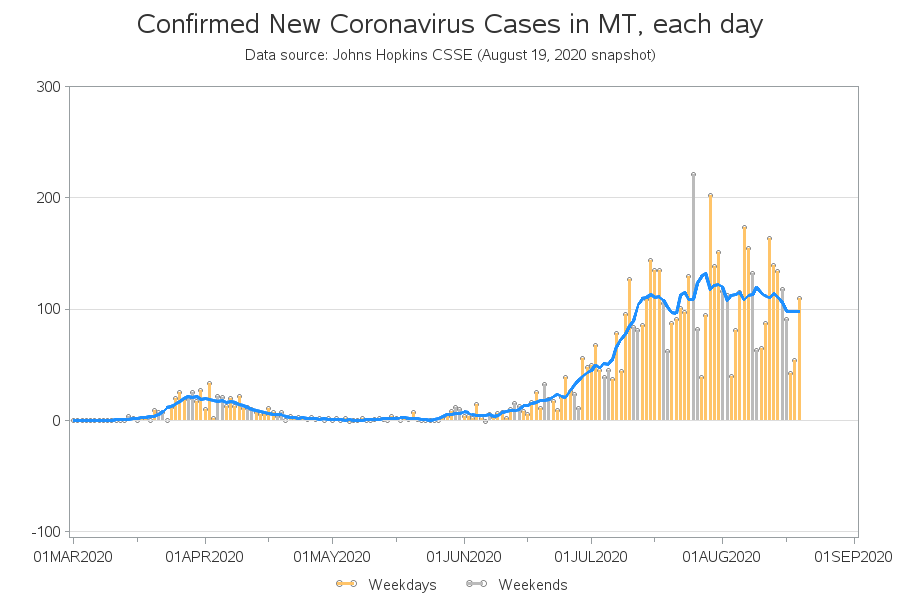 Confirmed New Coronavirus Cases in MT, each day
Data source: Johns Hopkins CSSE (August 19, 2020 snapshot)
300
200
100
0
-100
01MAR2020 01APR2020 01MAY2020 01JUN2020 01JUL2020 01AUG2020 01SEP2020
Weekdays Weekends